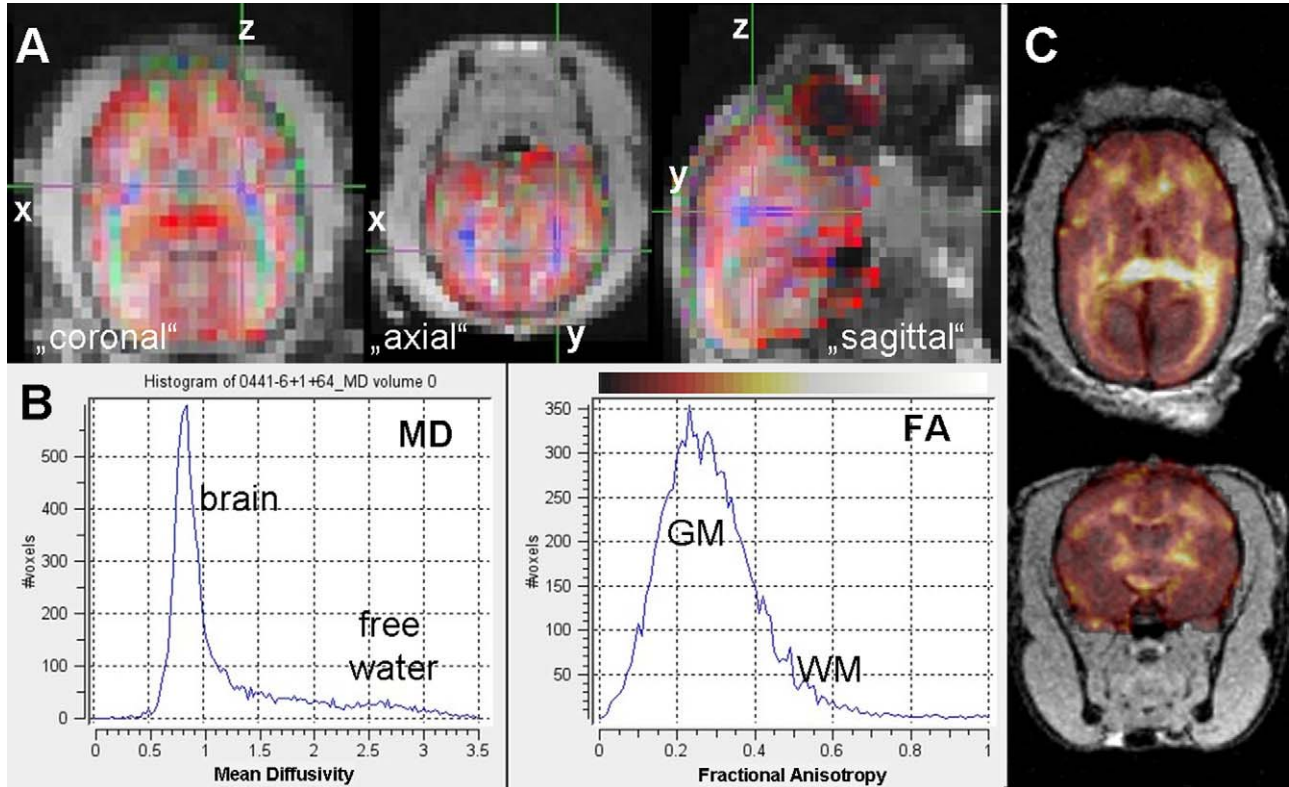 A
z
x
„coronal“
x
y
„axial“
z
y
„sagittal“
C
B
Histogram of 0441-6+1+64_MD volume 0
MD
brain
free
water
#voxels
500
400
300
200
100
0
0 0.5 1 1.5 2 2.5 3 3.5
Mean Diffusivity
FA
GM
WM
#voxels
350
300
250
200
150
100
50
0 0.2 0.4 0.6 0.8 1
Fractional Anisotropy